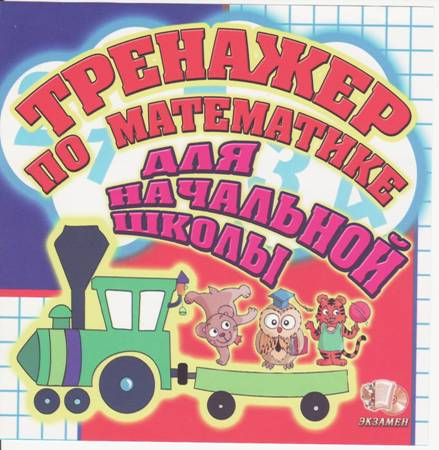 ТРЕНАЖЕР
ПО МАТЕМАТИКЕ
ДЛЯ
НАЧАЛЬНОЙ
ШКОЛЫ
ЭКЗАМЕН